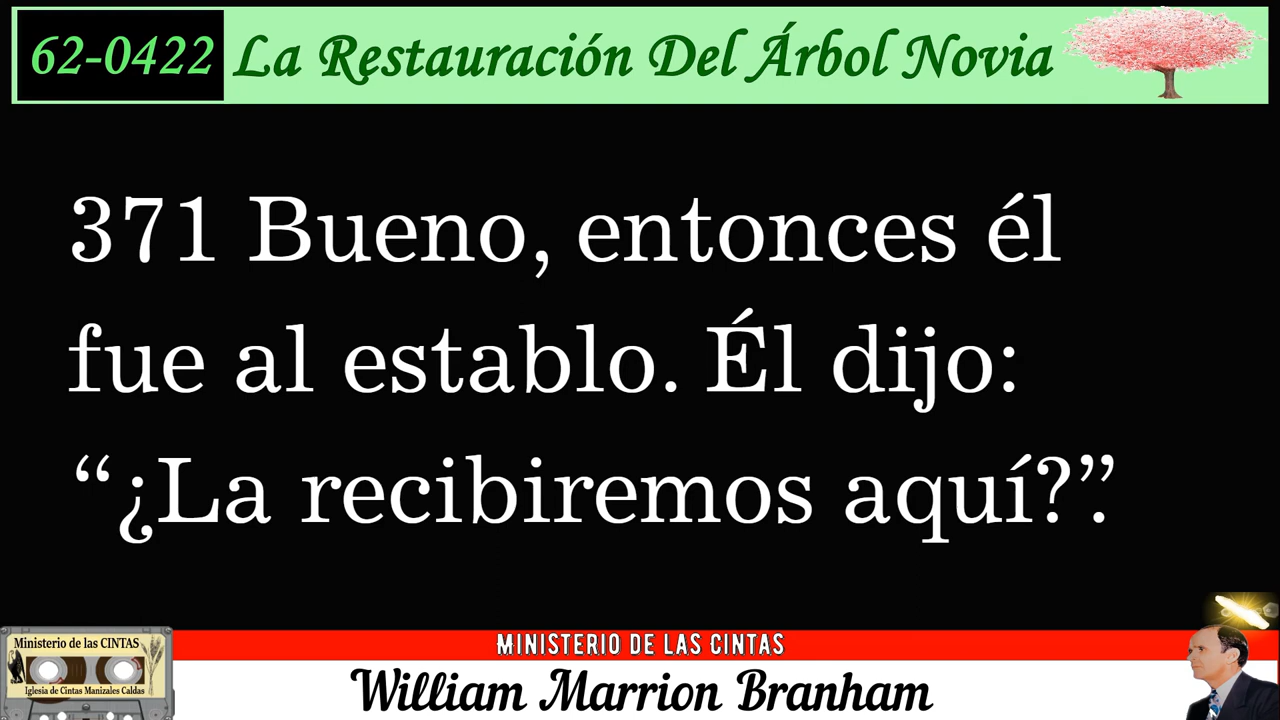 62-0422 La Restauración Del Árbol Novia
371 Bueno, entonces él
fue al establo. Él dijo:
“¿La recibiremos aquí?”.
Ministerio de las CINTAS
Iglesia de Cintas Manizales Caldas
MINISTERIO DE LAS CINTAS
William Marrion Branham